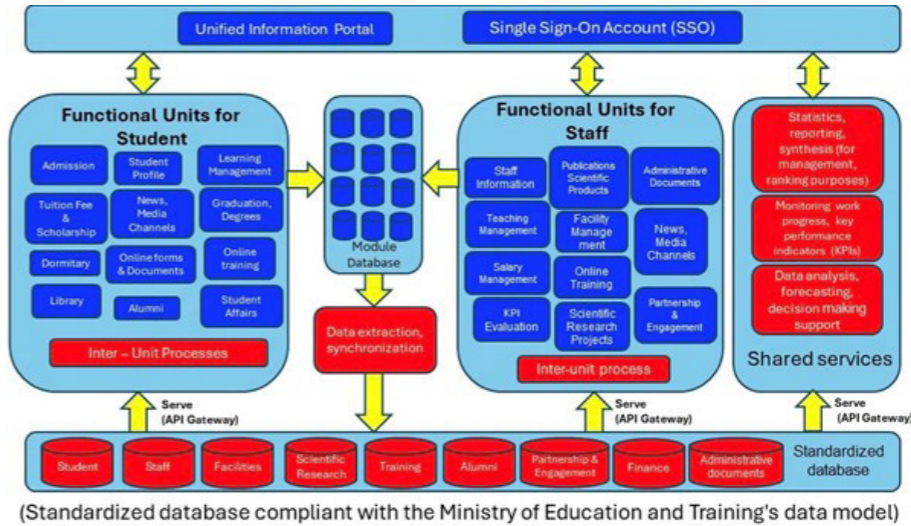 Unified Information Portal
Single Sign-On Account (SSO)
Functional Units for
Student
Admission
Student
Profile
Learning
Management
Tuition Fee
&
Scholarship
News,
Media
Channels
Graduation,
Degrees
Dormitary
Online forms
& Documents
Online
training
Library
Alumni
Student
Affairs
Inter – Unit Processes
Module
Database
Data extraction,
synchronization
Functional Units for
Staff
Staff
Information
Publications
Scientific
Products
Administrative
Documents
Teaching
Management
Facility
Manage
ment
News,
Media
Channels
Salary
Management
Online
Training
KPI
Evaluation
Scientific
Research
Projects
Partnership
& Engagement
Inter-unit process
Statistics,
reporting,
synthesis (for
management,
ranking purposes)
Monitoring work
progress, key
performance
indicators (KPIs)
Data analysis,
forecasting,
decision making
support
Shared services
Serve
(API Gateway)
Serve
(API Gateway)
Serve
(API Gateway)
Student
Staff
Facilities
Scientific
Research
Training
Alumni
Partnership &
Engagement
Finance
Administrative
documents
Standardized
database
(Standardized database compliant with the Ministry of Education and Training's data model)